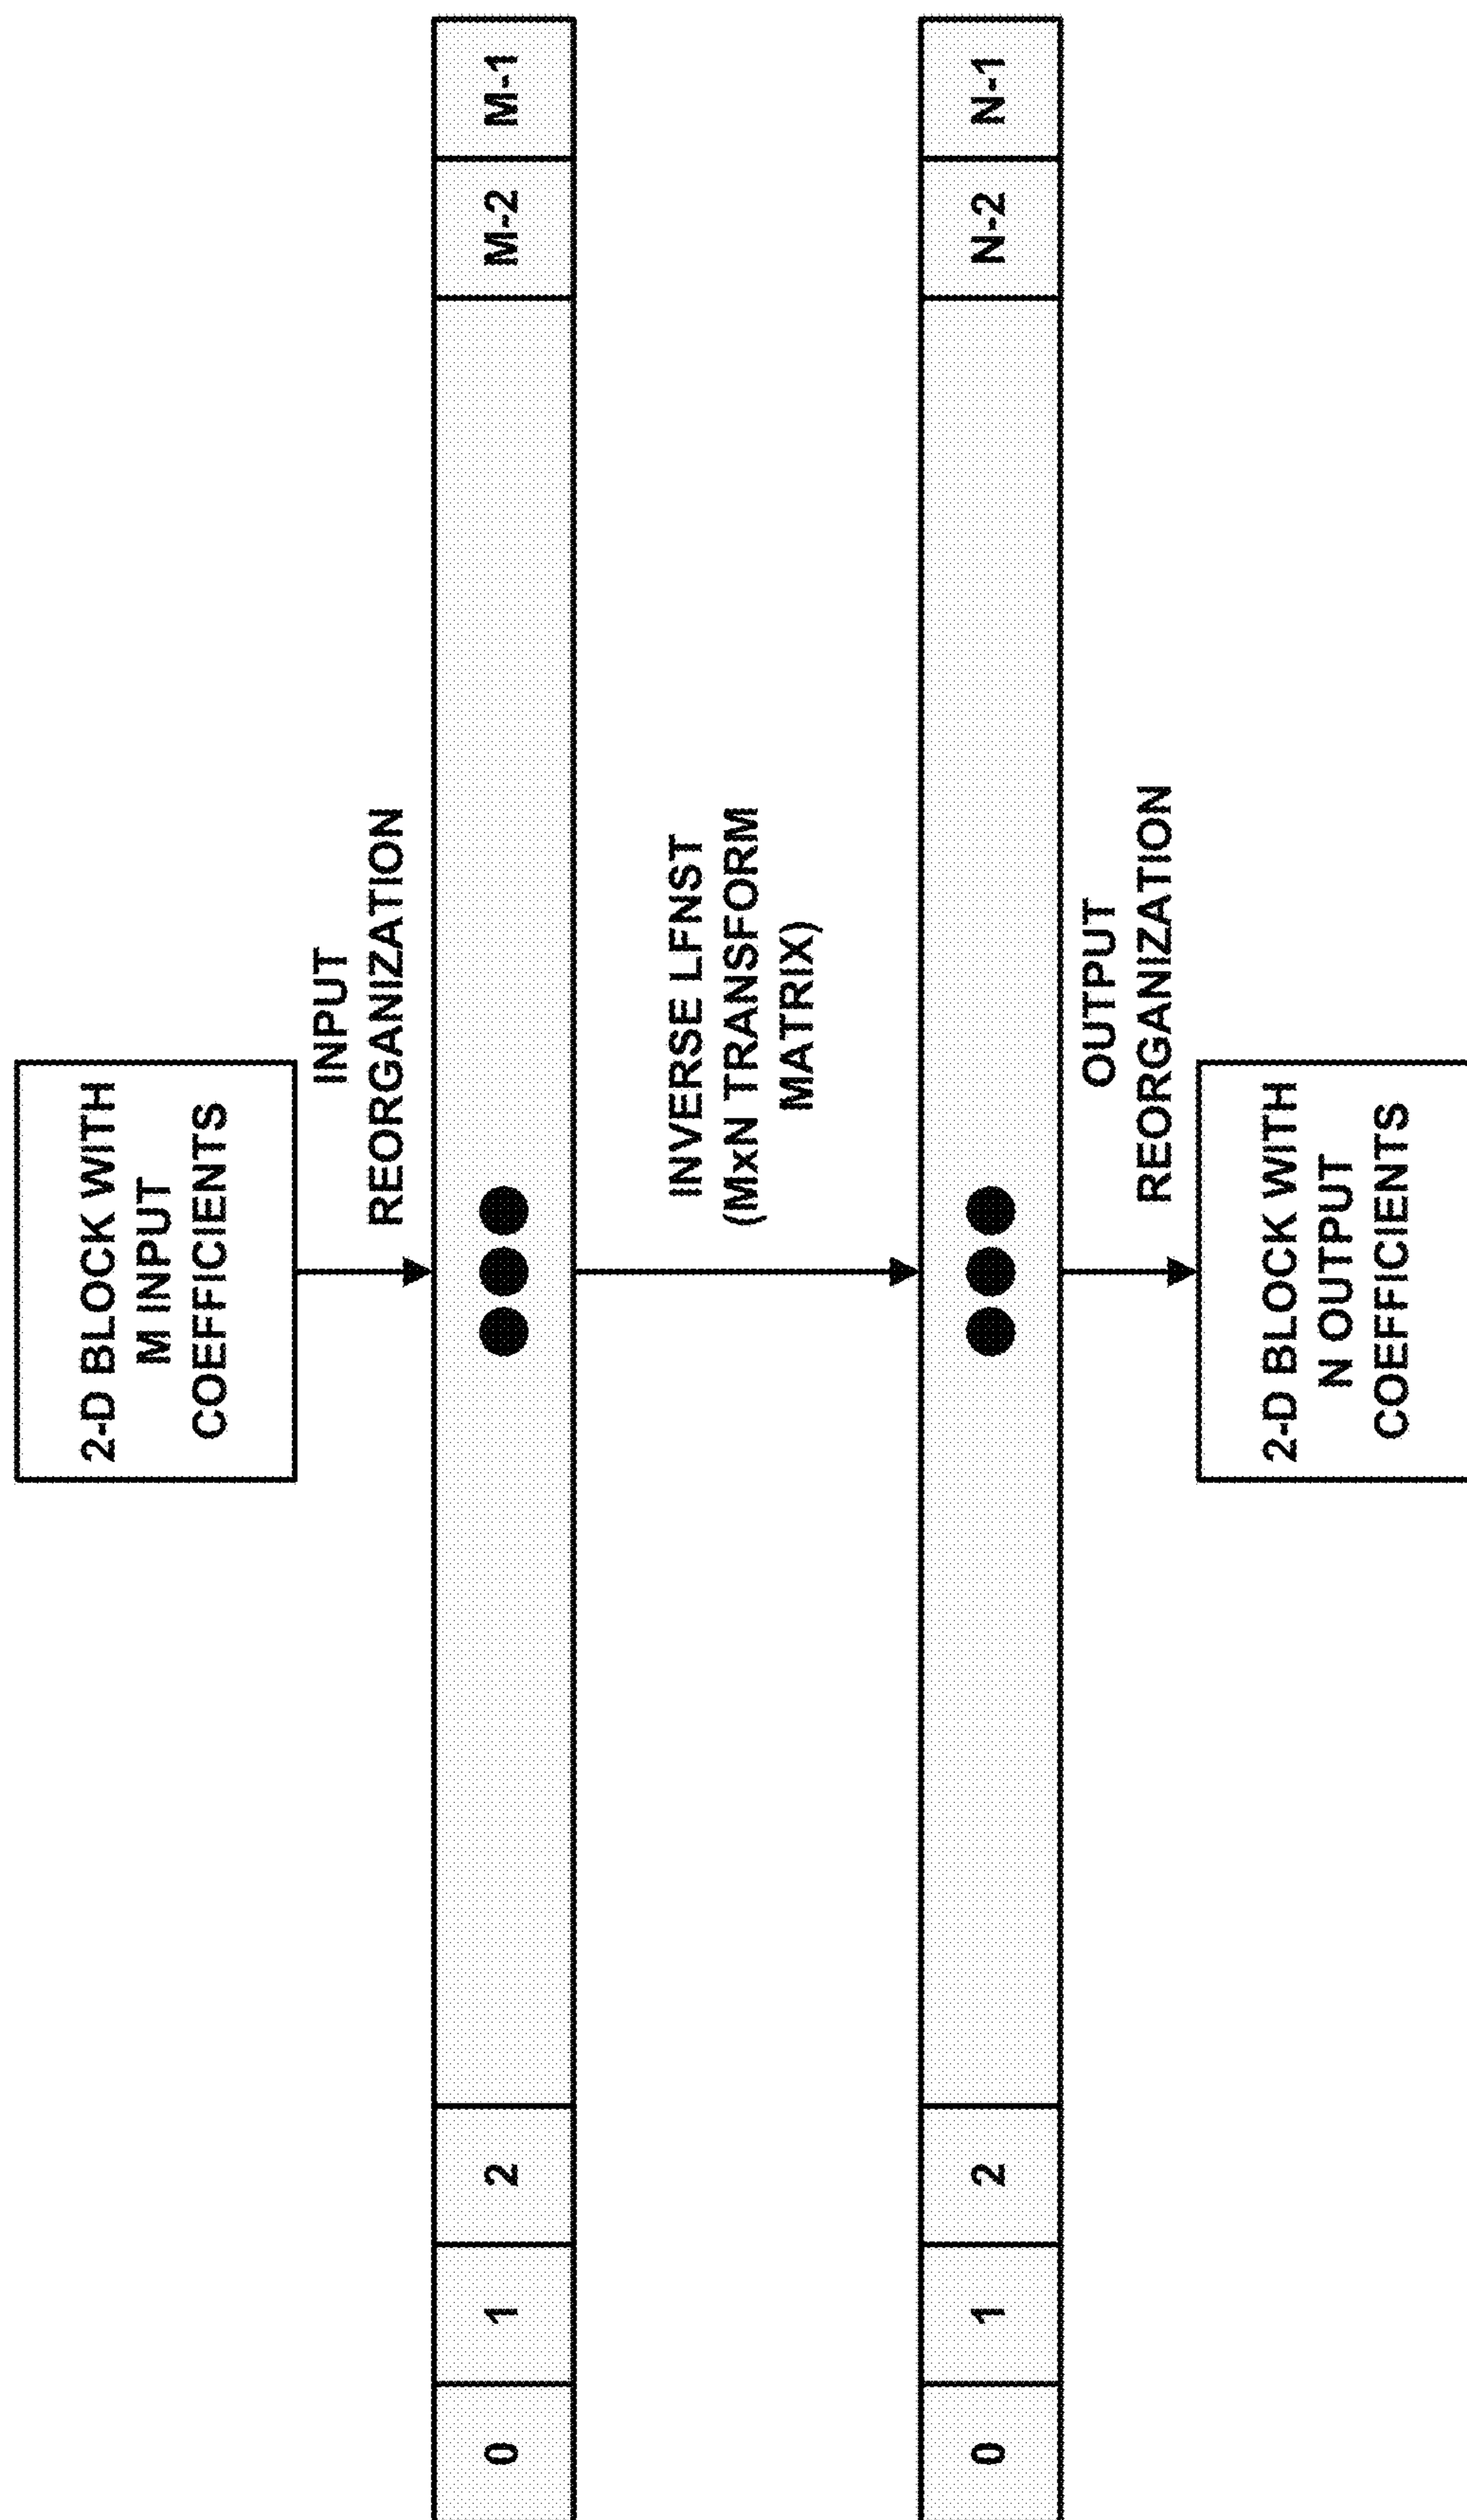 2-D BLOCK WITH
M INPUT
COEFFICIENTS
INPUT
REORGANIZATION
0
1
2
M-2
M-1
INVERSE LFNST
(MxN TRANSFORM
MATRIX)
0
1
2
N-2
N-1
OUTPUT
REORGANIZATION
2-D BLOCK WITH
N OUTPUT
COEFFICIENTS